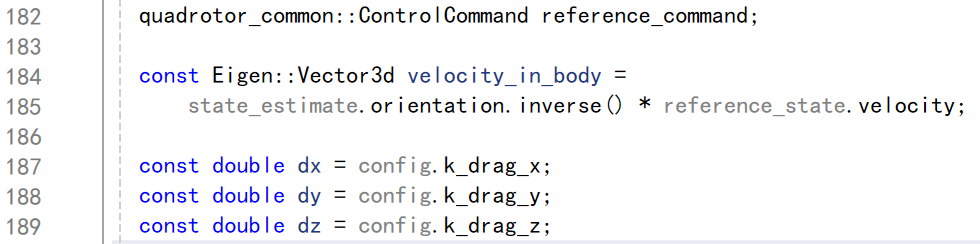 182 quadrotor_common::ControlCommand reference_command;
183
184 const Eigen::Vector3d velocity_in_body =
185 state_estimate.orientation.inverse() * reference_state.velocity;
186
187 const double dx = config.k_drag_x;
188 const double dy = config.k_drag_y;
189 const double dz = config.k_drag_z;